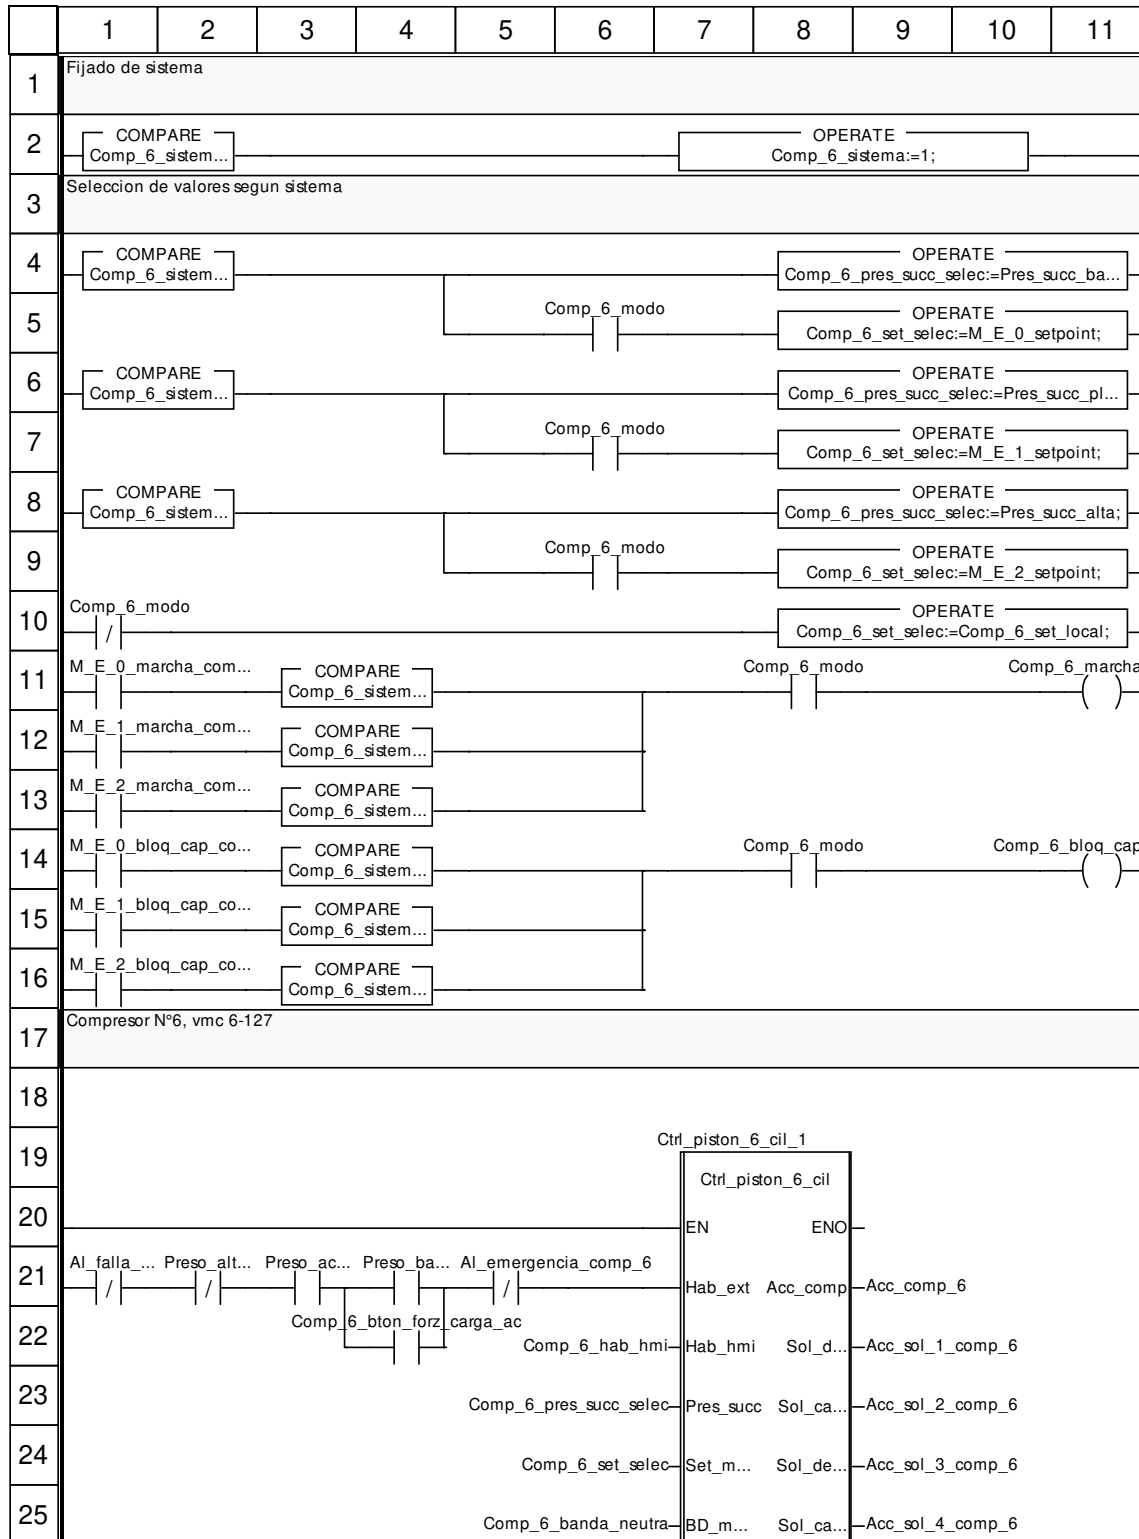 1 2 3 4 5 6 7 8 9 10 11
1 Fijado de sistema
2 COMPARE OPERATE
Comp_6_sistem... Comp_6_sistema:=1;
3 Seleccion de valores segun sistema
4 COMPARE OPERATE
Comp_6_sistem... Comp_6_pres_succ_selec:=Pres_succ_ba...
5 Comp_6_modo OPERATE
Comp_6_set_selec:=M_E_0_setpoint;
6 COMPARE OPERATE
Comp_6_sistem... Comp_6_pres_succ_selec:=Pres_succ_pl...
7 Comp_6_modo OPERATE
Comp_6_set_selec:=M_E_1_setpoint;
8 COMPARE OPERATE
Comp_6_sistem... Comp_6_pres_succ_selec:=Pres_succ_alta;
9 Comp_6_modo OPERATE
Comp_6_set_selec:=M_E_2_setpoint;
10 Comp_6_modo OPERATE
Comp_6_set_selec:=Comp_6_set_local;
11 M_E_0_marcha_com... COMPARE Comp_6_modo Comp_6_marcha
Comp_6_sistem...
12 M_E_1_marcha_com... COMPARE
Comp_6_sistem...
13 M_E_2_marcha_com... COMPARE
Comp_6_sistem...
14 M_E_0_bloq_cap_co... COMPARE Comp_6_modo Comp_6_bloq_cap
Comp_6_sistem...
15 M_E_1_bloq_cap_co... COMPARE
Comp_6_sistem...
16 M_E_2_bloq_cap_co... COMPARE
Comp_6_sistem...
17 Compresor N°6, vmc 6-127
18
19 Ctrl_piston_6_cil_1
Ctrl_piston_6_cil
20 EN ENO
21 Al_falla_... Preso_alt... Preso_ac... Preso_ba... Al_emergencia_comp_6
Hab_ext Acc_comp Acc_comp_6
22 Comp_6_bton_forz_carga_ac
Comp_6_hab_hmi Hab_hmi Sol_d... Acc_sol_1_comp_6
23 Comp_6_pres_succ_selec Pres_succ Sol_ca... Acc_sol_2_comp_6
24 Comp_6_set_selec Set_m... Sol_de... Acc_sol_3_comp_6
25 Comp_6_banda_neutra BD_m... Sol_ca... Acc_sol_4_comp_6